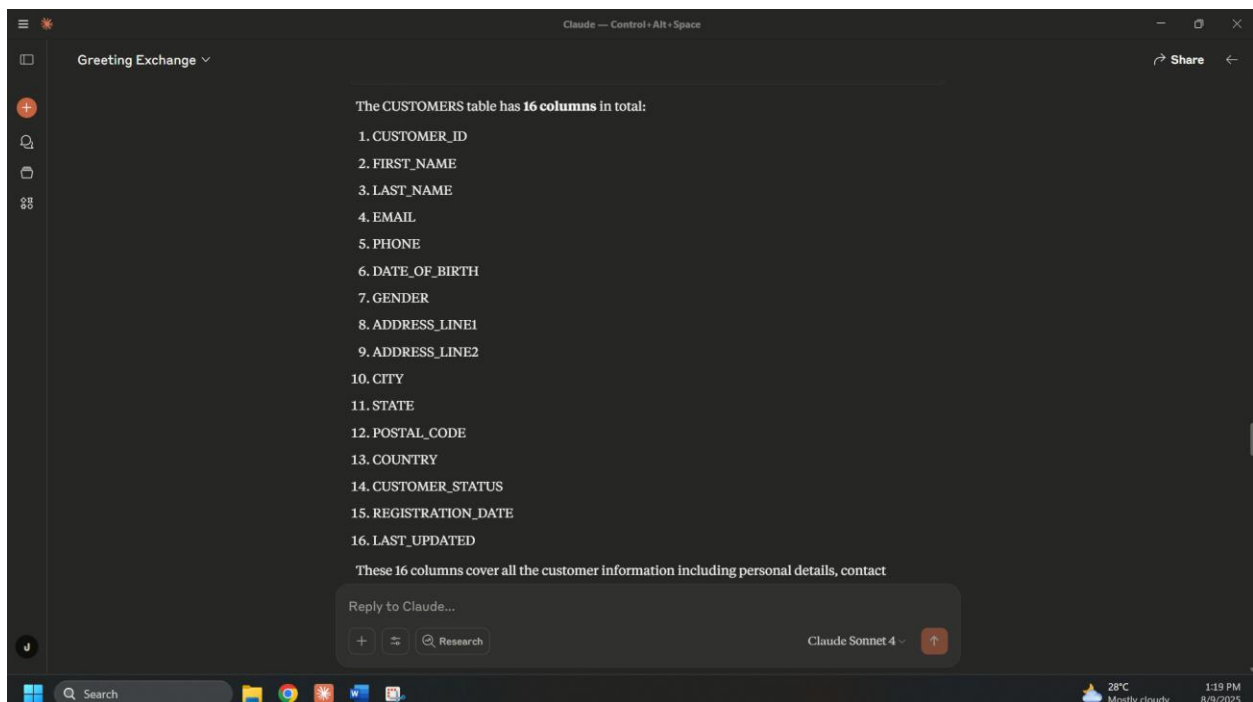 Claude — Control+Alt+Space
Greeting Exchange
Share
The CUSTOMERS table has 16 columns in total:
1. CUSTOMER_ID
2. FIRST_NAME
3. LAST_NAME
4. EMAIL
5. PHONE
6. DATE_OF_BIRTH
7. GENDER
8. ADDRESS_LINE1
9. ADDRESS_LINE2
10. CITY
11. STATE
12. POSTAL_CODE
13. COUNTRY
14. CUSTOMER_STATUS
15. REGISTRATION_DATE
16. LAST_UPDATED
These 16 columns cover all the customer information including personal details, contact
Reply to Claude...
Research
Claude Sonnet 4
J
Search
28°C
1:19 PM
Mostly cloudy
8/9/2025